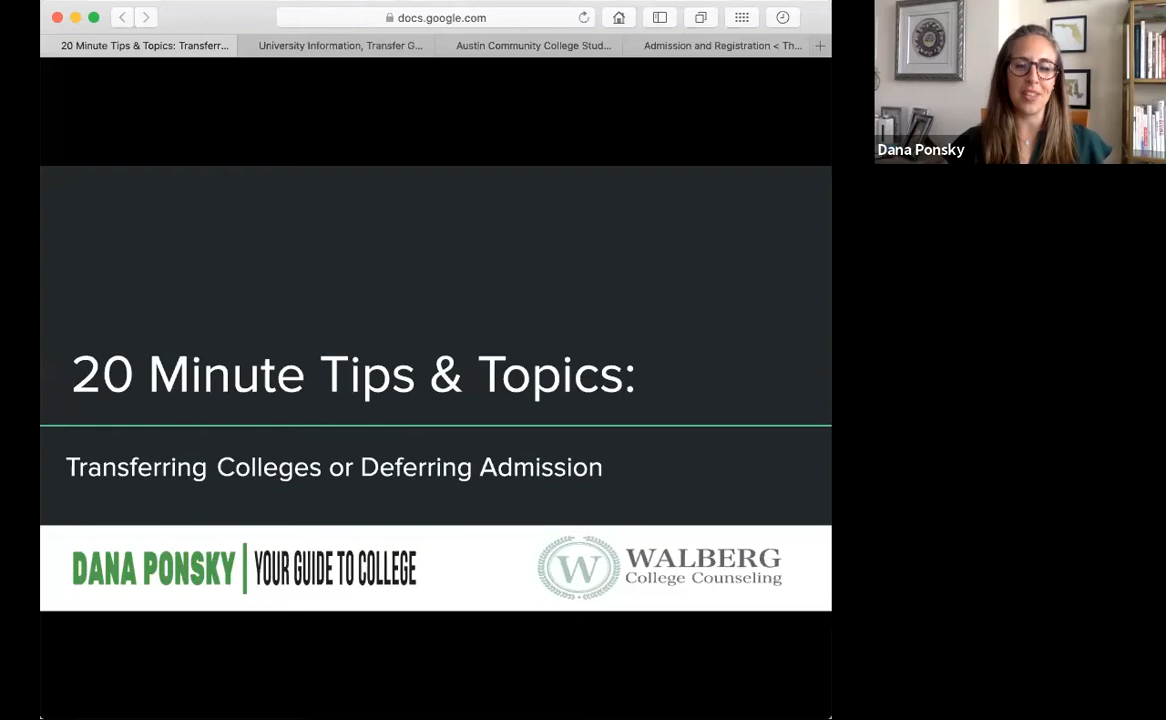 docs.google.com
20 Minute Tips & Topics: Transferr...
University Information, Transfer G...
Austin Community College Stud...
Admission and Registration < Th...
Dana Ponsky
20 Minute Tips & Topics:
Transferring Colleges or Deferring Admission
DANA PONSKY | YOUR GUIDE TO COLLEGE
W WALBERG
College Counseling